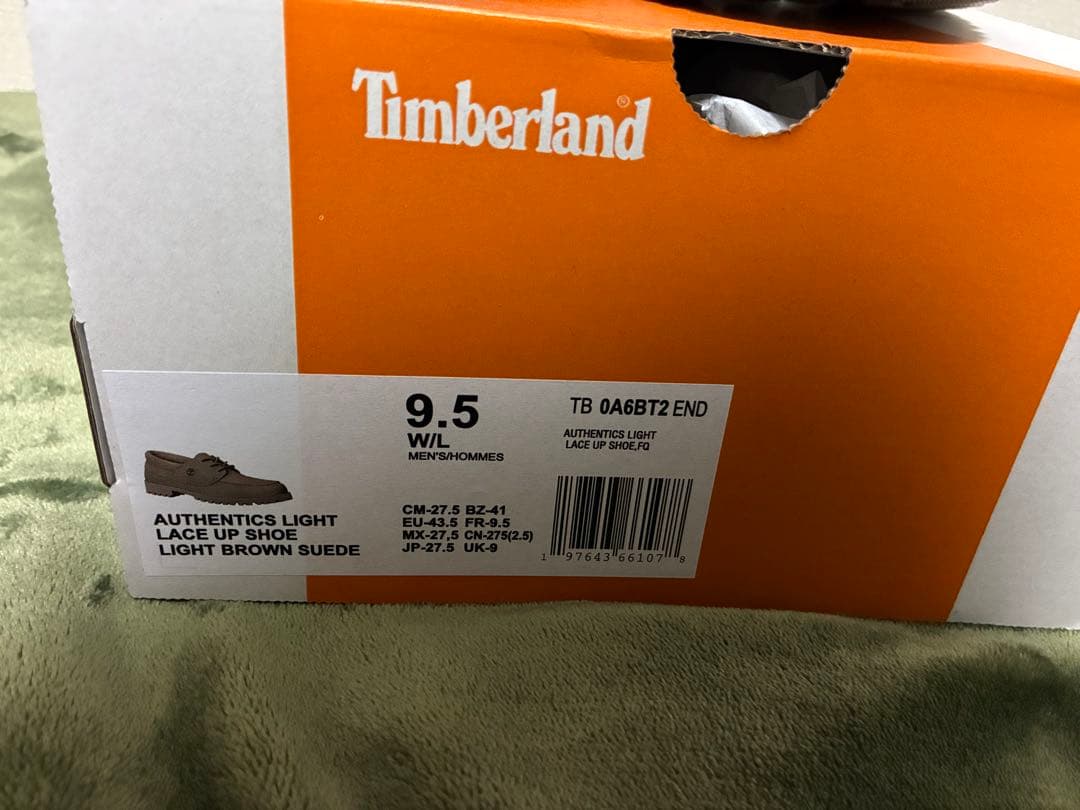 Timberland®
9.5
W/L
MEN'S/HOMMES
TB 0A6BT2 END
AUTHENTICS LIGHT
LACE UP SHOE,FQ
AUTHENTICS LIGHT
LACE UP SHOE
LIGHT BROWN SUEDE
CM-27.5 BZ-41
EU-43.5 FR-9.5
MX-27,5 CN-275(2.5)
JP-27.5 UK-9
1 97643 66107 8